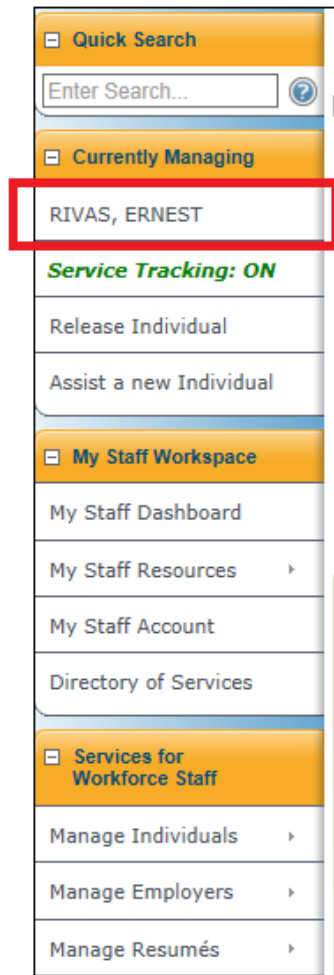 Quick Search
Enter Search...
Currently Managing
RIVAS, ERNEST
Service Tracking: ON
Release Individual
Assist a new Individual
My Staff Workspace
My Staff Dashboard
My Staff Resources
My Staff Account
Directory of Services
Services for
Workforce Staff
Manage Individuals
Manage Employers
Manage Resumés